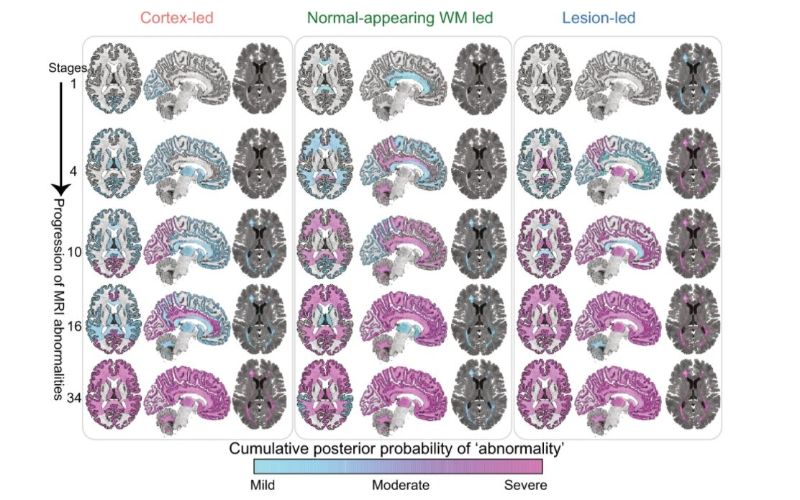 Cortex-led
Normal-appearing WM led
Lesion-led
Stages
1
4
10
16
34
Progression of MRI abnormalities
Cumulative posterior probability of ‘abnormality’
Mild
Moderate
Severe